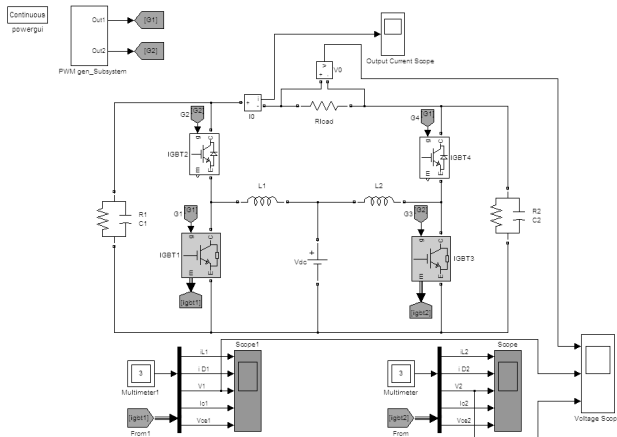 Continuous
powergui
Out1
Out2
[G1]
[G2]
PWM gen_Subsystem
Output Current Scope
V0
I0
Rload
G2
[G2]
G4
[G1]
IGBT2
IGBT4
g
C
m
E
g
C
m
E
L1
L2
R1
C1
R2
C2
G1
[G1]
G3
[G2]
IGBT1
IGBT3
g
C
m
E
g
C
m
E
Vdc
[igbt1]
[igbt2]
Scope1
Scope
3
Multimeter1
iL1
i D1
V1
Ic1
Vce1
[igbt1]
From1
3
Multimeter
iL2
i D2
V2
Ic2
Vce2
[igbt2]
From
Voltage Scop